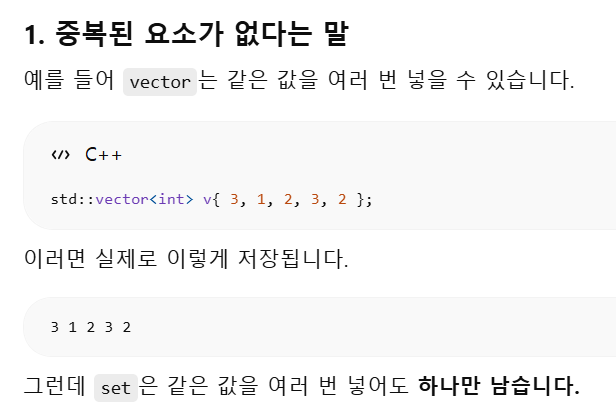 1. 중복된 요소가 없다는 말
예를 들어 vector는 같은 값을 여러 번 넣을 수 있습니다.
</> C++
std::vector<int> v{ 3, 1, 2, 3, 2 };
이러면 실제로 이렇게 저장됩니다.
3 1 2 3 2
그런데 set은 같은 값을 여러 번 넣어도 하나만 남습니다.